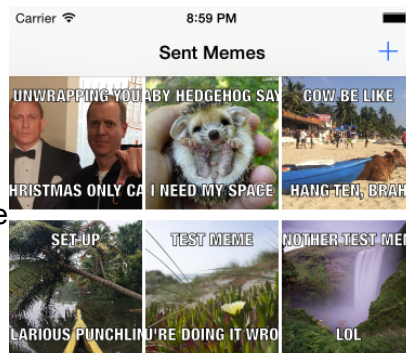 Carrier 8:59 PM
Sent Memes +
UNWRAPPING YOU
HRISTMAS ONLY CA
ABY HEDGEHOG SAY
I NEED MY SPACE
COW BE LIKE
HANG TEN, BRAH
e
SET-UP
LARIOUS PUNCHLIN
TEST MEME
U'RE DOING IT WRO
NOTHER TEST MEM
LOL